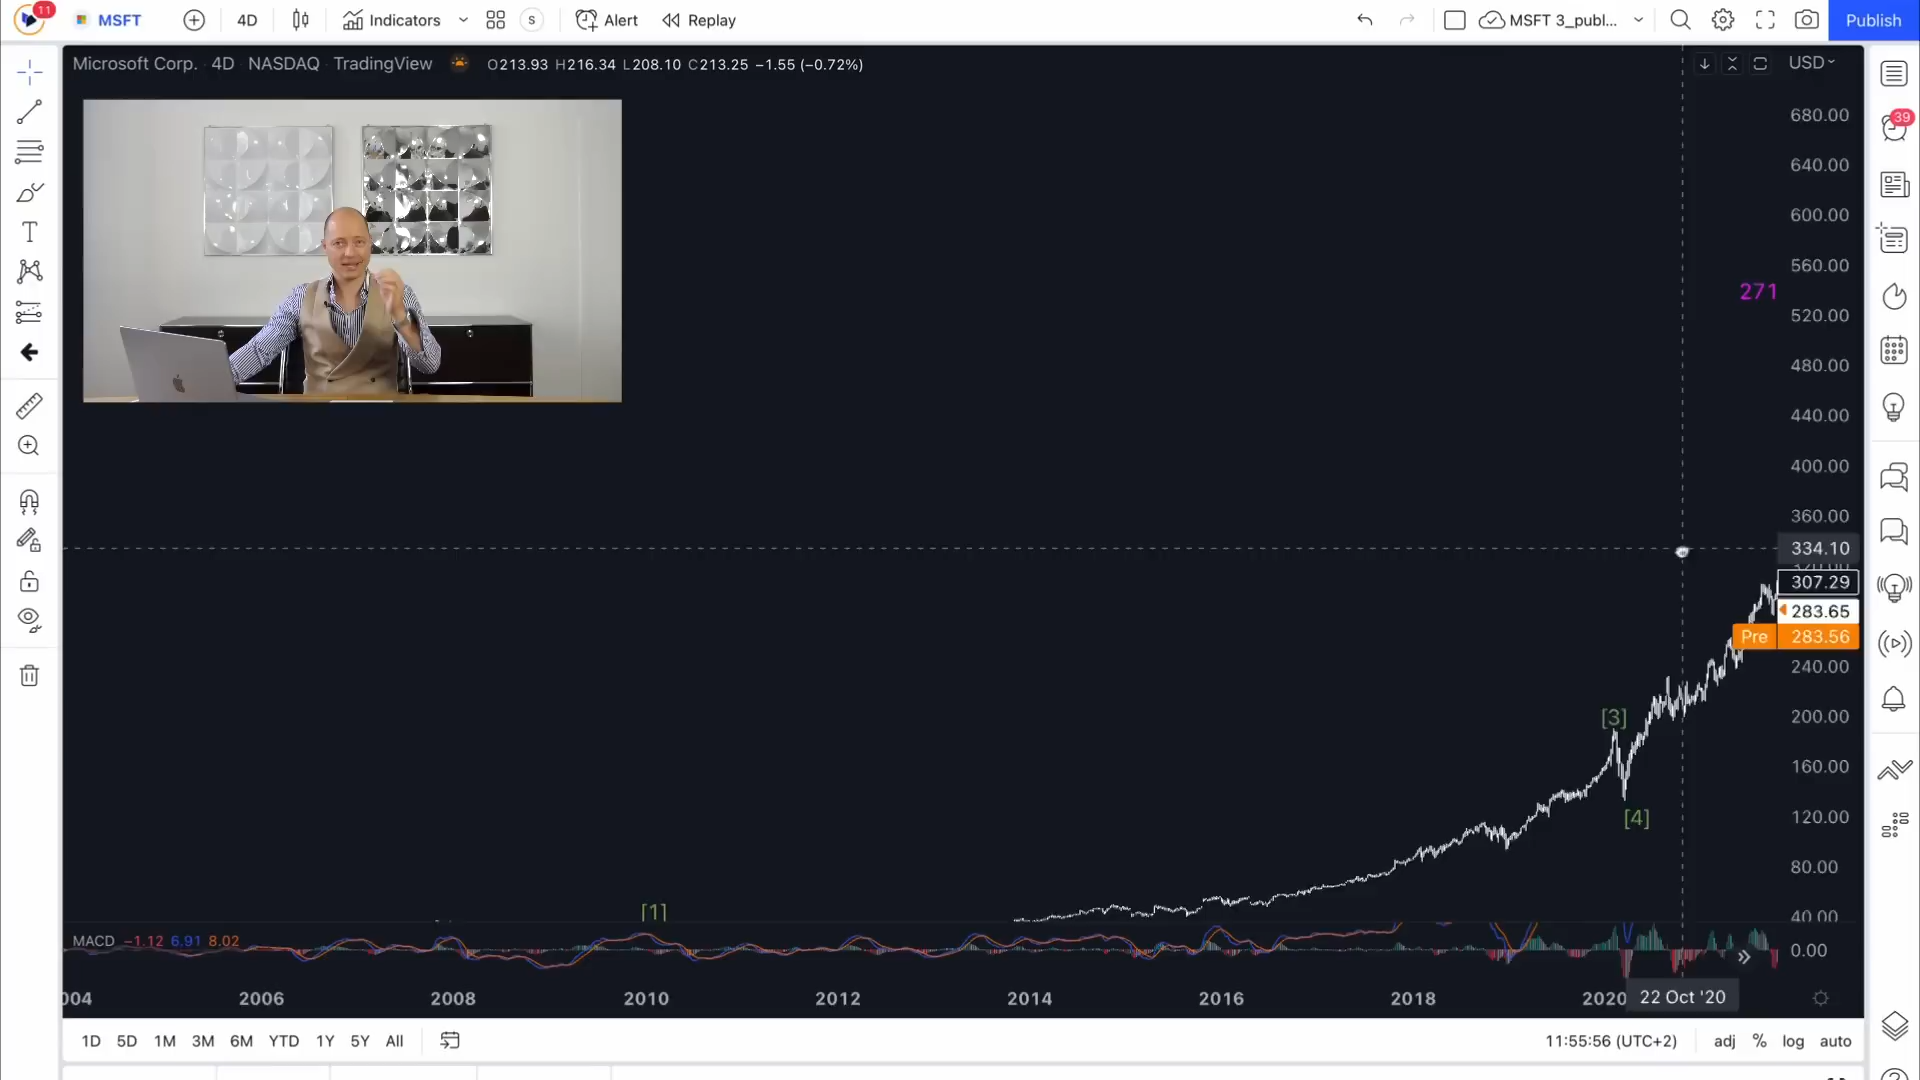 11
MSFT
4D
Indicators
S
Alert
Replay
MSFT 3_publ...
Publish
Microsoft Corp. 4D NASDAQ TradingView
O213.93 H216.34 L208.10 C213.25 −1.55 (−0.72%)
USD
39
680.00
640.00
600.00
560.00
271
520.00
480.00
440.00
400.00
360.00
334.10
320.00
307.29
283.65
Pre 283.56
240.00
[3]
200.00
160.00
[4]
120.00
80.00
[1]
40.00
MACD −1.12 6.91 8.02
0.00
2006
2008
2010
2012
2014
2016
2018
2020
22 Oct '20
1D 5D 1M 3M 6M YTD 1Y 5Y All
11:55:56 (UTC+2)
adj % log auto